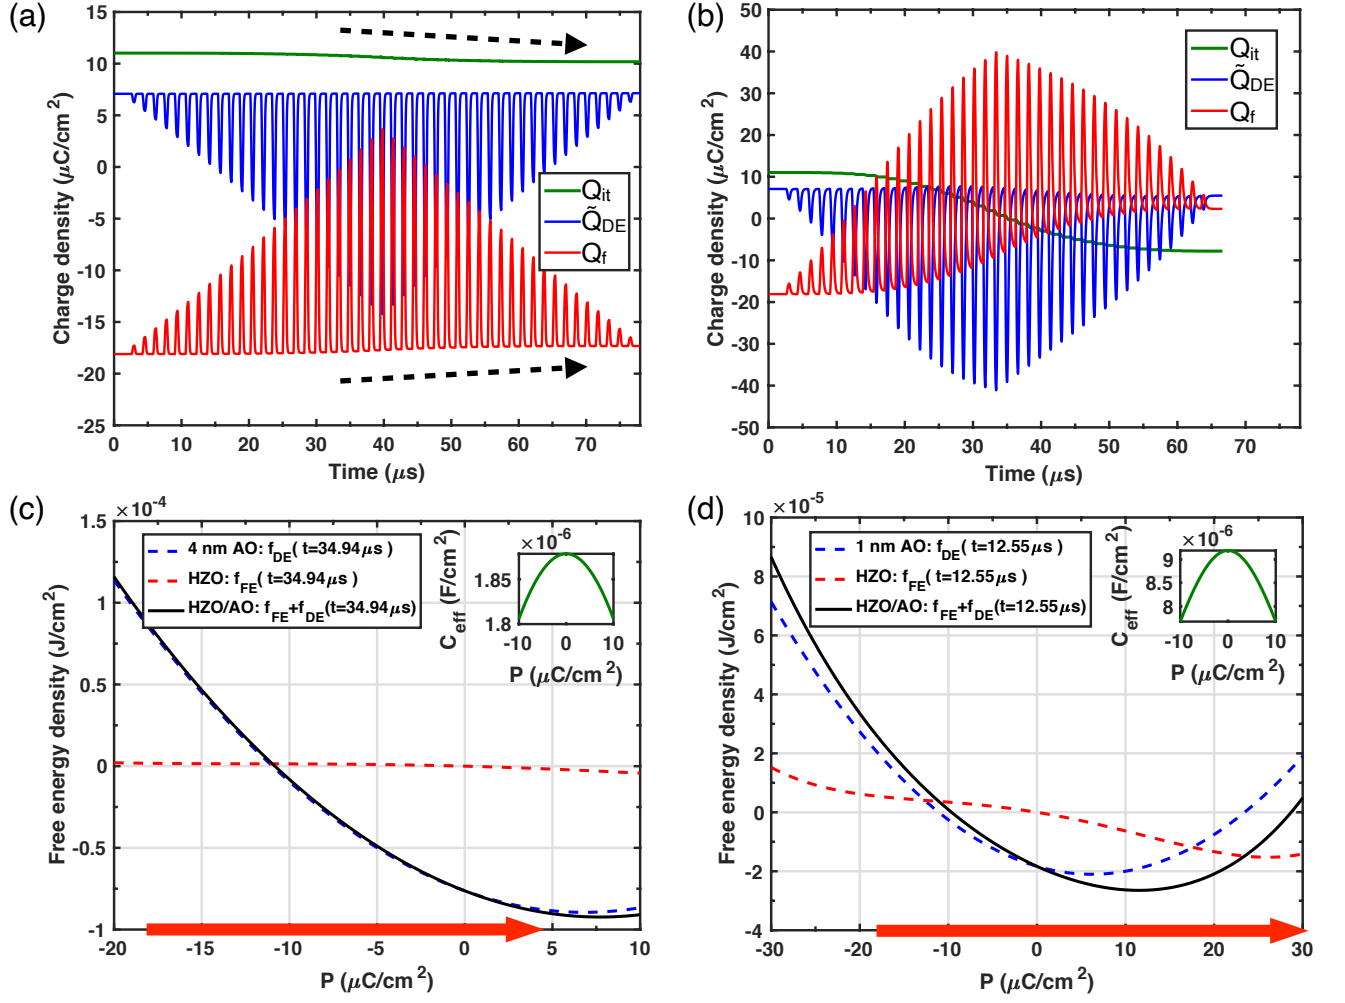 (a)
15
10
5
0
-5
-10
-15
-20
-25
Charge density (μC/cm²)
0 10 20 30 40 50 60 70
Time (μs)
Q_it
Q̃_DE
Q_f
(b)
50
40
30
20
10
0
-10
-20
-30
-40
-50
Charge density (μC/cm²)
0 10 20 30 40 50 60 70
Time (μs)
Q_it
Q̃_DE
Q_f
(c)
×10⁻⁴
1.5
1
0.5
0
-0.5
-1
Free energy density (J/cm²)
-20 -15 -10 -5 0 5 10
P (μC/cm²)
4 nm AO: f_DE( t=34.94μs )
HZO: f_FE( t=34.94μs )
HZO/AO: f_FE+f_DE(t=34.94μs)
×10⁻⁶
1.85
1.8
C_eff (F/cm²)
-10 0 10
P (μC/cm²)
(d)
×10⁻⁵
10
8
6
4
2
0
-2
-4
Free energy density (J/cm²)
-30 -20 -10 0 10 20 30
P (μC/cm²)
1 nm AO: f_DE( t=12.55μs )
HZO: f_FE( t=12.55μs )
HZO/AO: f_FE+f_DE(t=12.55μs)
×10⁻⁶
9
8.5
8
C_eff (F/cm²)
-10 0 10
P (μC/cm²)